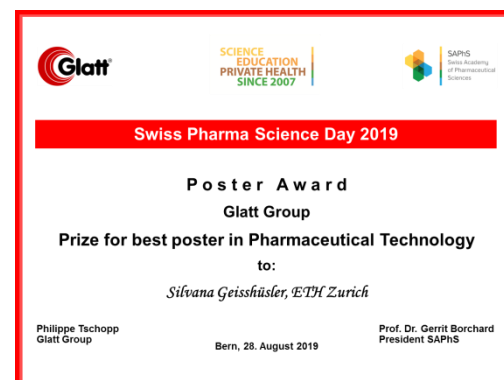 Glatt
SCIENCE
EDUCATION
PRIVATE HEALTH
SINCE 2007
SAPhS
Swiss Academy
of Pharmaceutical
Sciences
Swiss Pharma Science Day 2019
Poster Award
Glatt Group
Prize for best poster in Pharmaceutical Technology
to:
Silvana Geisshüsler, ETH Zurich
Philippe Tschopp
Glatt Group
Bern, 28. August 2019
Prof. Dr. Gerrit Borchard
President SAPhS